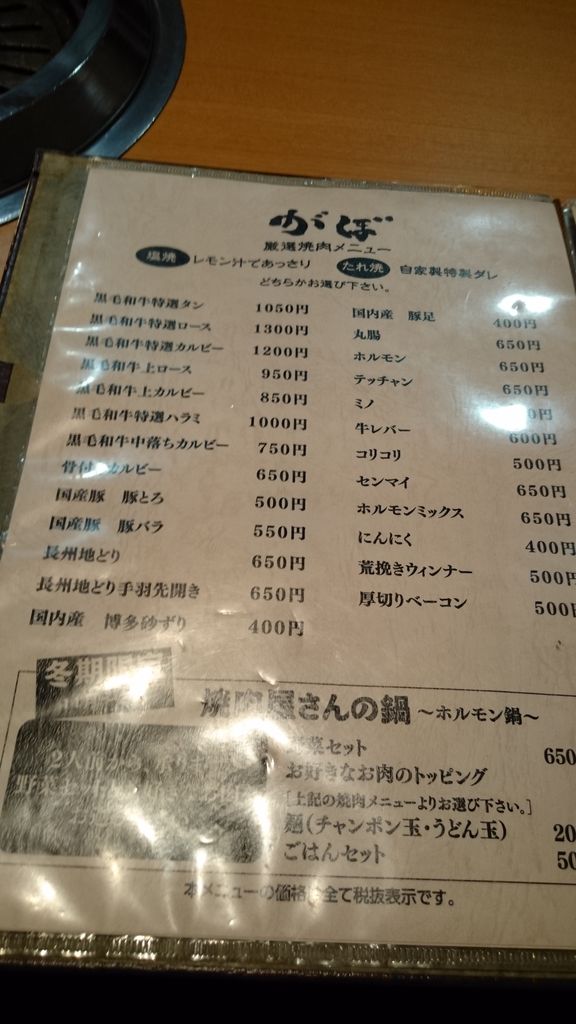 がぼ
厳選焼肉メニュー
塩焼 レモン汁であっさり たれ焼 自家製特製ダレ
どちらかお選び下さい。
黒毛和牛特選タン 1050円
黒毛和牛特選ロース 1300円
黒毛和牛特選カルビー 1200円
黒毛和牛上ロース 950円
黒毛和牛上カルビー 850円
黒毛和牛特選ハラミ 1000円
黒毛和牛中落ちカルビー 750円
骨付 カルビー 650円
国産豚 豚とろ 500円
国産豚 豚バラ 550円
長州地どり 650円
長州地どり手羽先開き 650円
国内産 博多砂ずり 400円
国内産 豚足 400円
丸腸 650円
ホルモン 650円
テッチャン 650円
ミノ 0円
牛レバー 600円
コリコリ 500円
センマイ 650円
ホルモンミックス 650円
にんにく 400円
荒挽きウィンナー 500円
厚切りベーコン 500円
冬期限定
焼肉屋さんの鍋 ～ホルモン鍋～
野菜セット 650
お好きなお肉のトッピング
[上記の焼肉メニューよりお選び下さい。]
麺(チャンポン玉・うどん玉) 20
ごはんセット 50
本メニューの価格は全て税抜表示です。